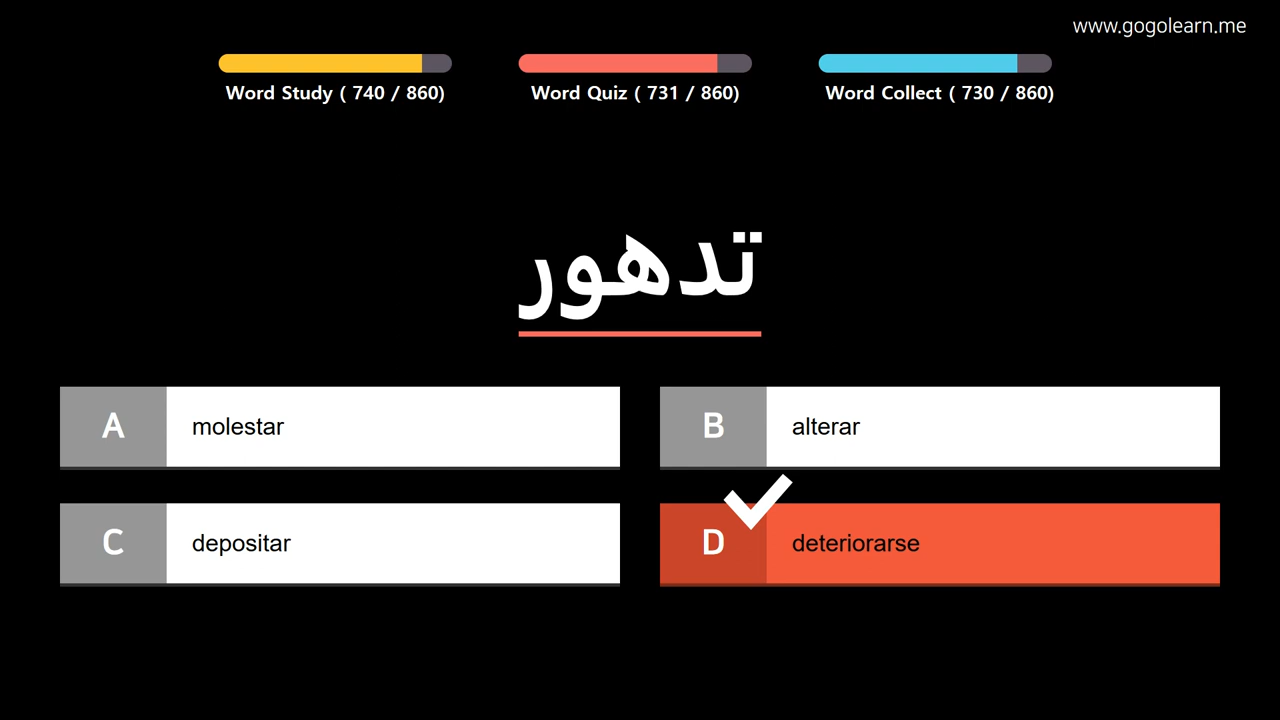 www.gogolearn.me
Word Study ( 740 / 860)
Word Quiz ( 731 / 860)
Word Collect ( 730 / 860)
تدهور
A molestar
B alterar
C depositar
D deteriorarse